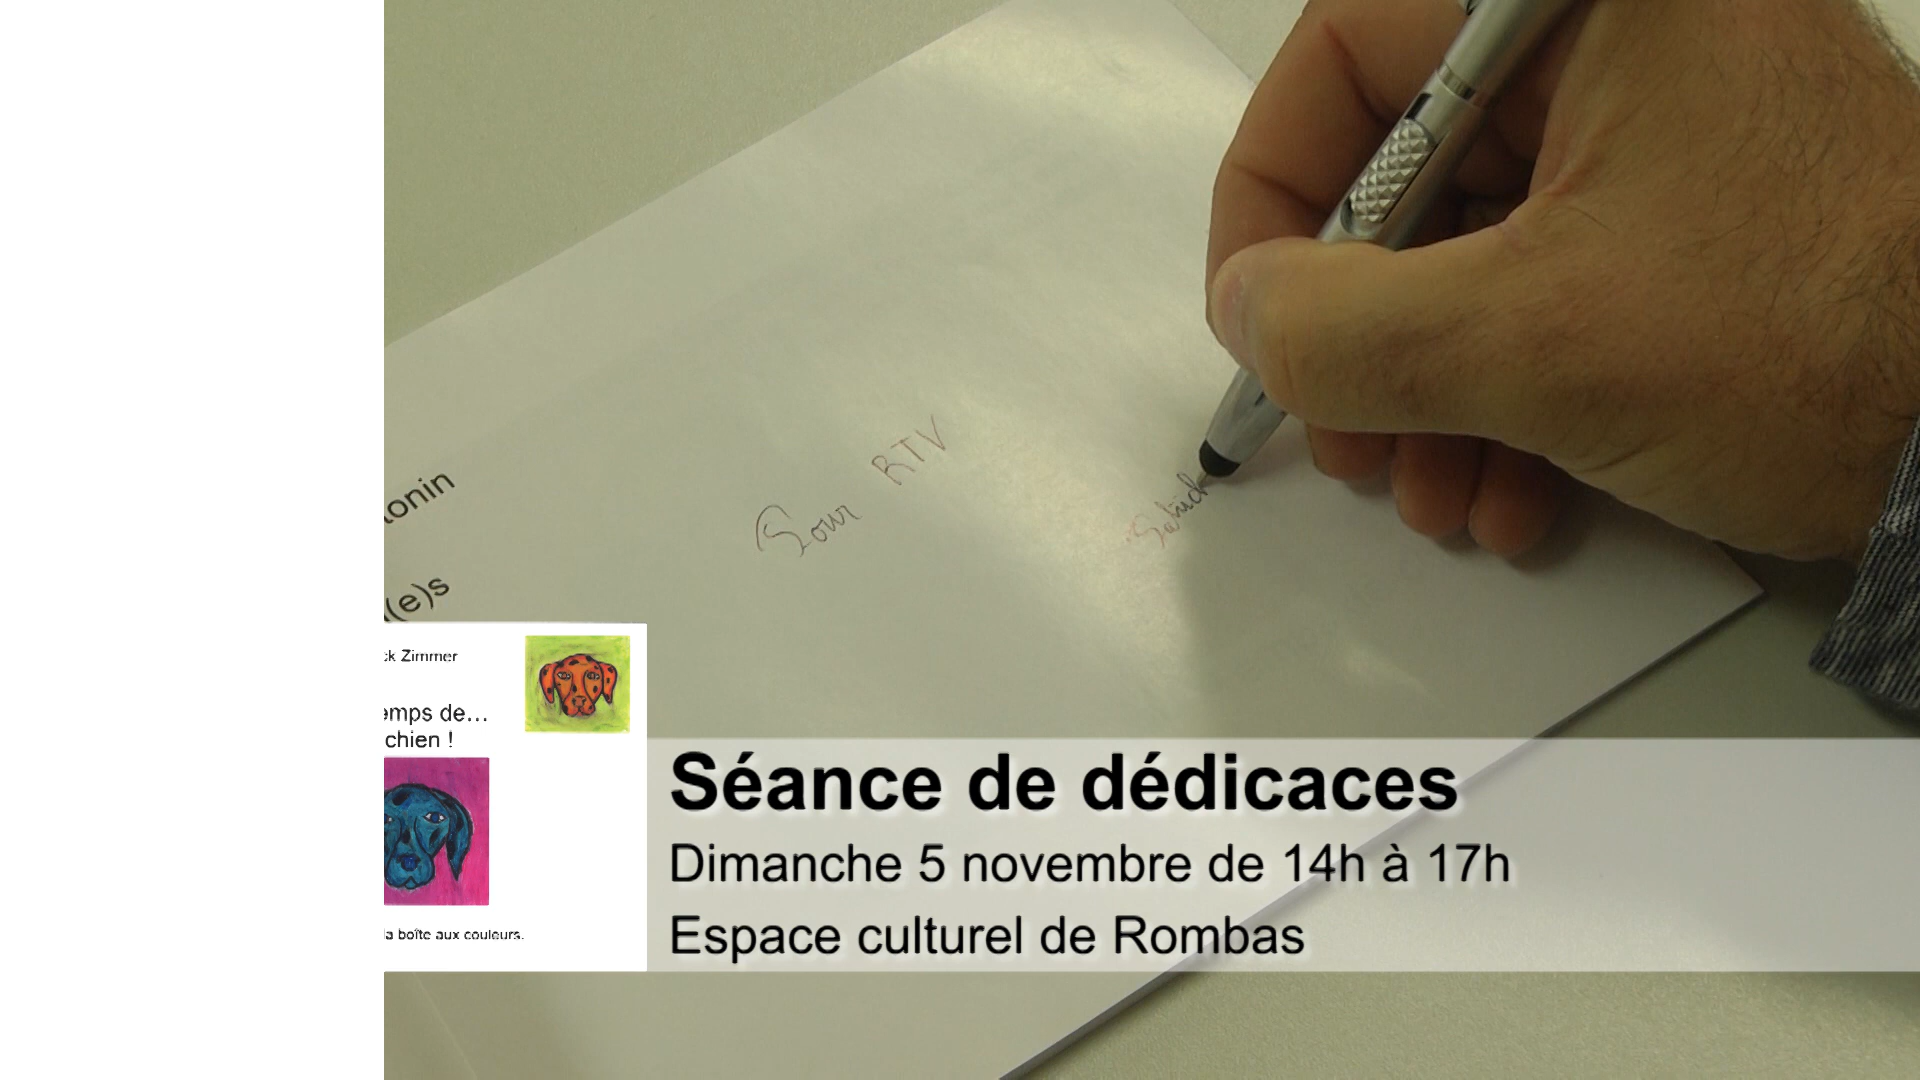 onin
(e)s
Pour RTV
ck Zimmer
emps de...
chien !
la boîte aux couleurs.
Séance de dédicaces
Dimanche 5 novembre de 14h à 17h
Espace culturel de Rombas